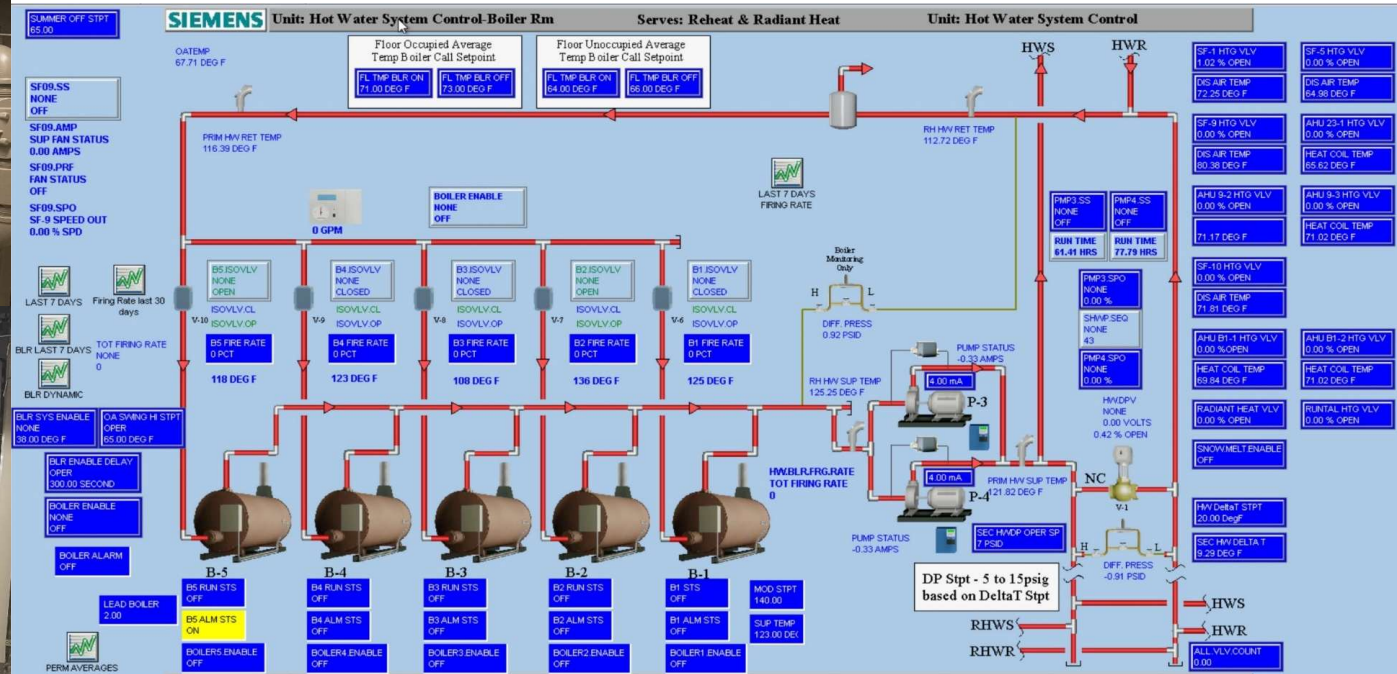 SUMMER OFF STPT
65.00
SIEMENS Unit: Hot Water System Control-Boiler Rm Serves: Reheat & Radiant Heat Unit: Hot Water System Control
OATEMP
67.71 DEG F
Floor Occupied Average
Temp Boiler Call Setpoint
FL TMP BLR ON
71.00 DEG F
FL TMP BLR OFF
73.00 DEG F
Floor Unoccupied Average
Temp Boiler Call Setpoint
FL TMP BLR ON
64.00 DEG F
FL TMP BLR OFF
66.00 DEG F
HWS
HWR
SF-1 HTG VLV
1.02 % OPEN
SF-5 HTG VLV
0.00 % OPEN
DIS AIR TEMP
72.25 DEG F
DIS AIR TEMP
64.98 DEG F
SF-9 HTG VLV
0.00 % OPEN
AHU 23-1 HTG VLV
0.00 % OPEN
DIS AIR TEMP
80.38 DEG F
HEAT COIL TEMP
65.62 DEG F
AHU 9-2 HTG VLV
0.00 % OPEN
AHU 9-3 HTG VLV
0.00 % OPEN
71.17 DEG F
HEAT COIL TEMP
71.02 DEG F
SF-10 HTG VLV
0.00 % OPEN
DIS AIR TEMP
71.81 DEG F
AHU B1-1 HTG VLV
0.00 %OPEN
AHU B1-2 HTG VLV
0.00 % OPEN
HEAT COIL TEMP
69.84 DEG F
HEAT COIL TEMP
71.02 DEG F
RADIANT HEAT VLV
0.00 % OPEN
RUNTAL HTG VLV
0.00 % OPEN
SNOW.MELT.ENABLE
OFF
HW DeltaT STPT
20.00 DegF
SEC HW DELTA T
9.29 DEG F
ALL.VLV.COUNT
0.00
SF09.SS
NONE
OFF
SF09.AMP
SUP FAN STATUS
0.00 AMPS
SF09.PRF
FAN STATUS
OFF
SF09.SPO
SF-9 SPEED OUT
0.00 % SPD
PRIM HW RET TEMP
116.39 DEG F
RH HW RET TEMP
112.72 DEG F
LAST 7 DAYS
FIRING RATE
0 GPM
BOILER ENABLE
NONE
OFF
PMP3.SS
NONE
OFF
PMP4.SS
NONE
OFF
RUN TIME
61.41 HRS
RUN TIME
77.79 HRS
PMP3.SPO
NONE
0.00 %
SHWP.SEQ
NONE
43
PMP4.SPO
NONE
0.00 %
HW.DPV
NONE
0.00 VOLTS
0.42 % OPEN
NC
V-1
Boiler
Monitoring
Only
H
L
DIFF. PRESS
0.92 PSID
LAST 7 DAYS
Firing Rate last 30
days
BLR LAST 7 DAYS
TOT FIRING RATE
NONE
0
BLR DYNAMIC
B5.ISOVLV
NONE
OPEN
ISOVLV.CL
ISOVLV.OP
V-10
B5 FIRE RATE
0 PCT
118 DEG F
B4.ISOVLV
NONE
CLOSED
ISOVLV.CL
ISOVLV.OP
V-9
B4 FIRE RATE
0 PCT
123 DEG F
B3.ISOVLV
NONE
CLOSED
ISOVLV.CL
ISOVLV.OP
V-8
B3 FIRE RATE
0 PCT
108 DEG F
B2.ISOVLV
NONE
OPEN
ISOVLV.CL
ISOVLV.OP
V-7
B2 FIRE RATE
0 PCT
136 DEG F
B1.ISOVLV
NONE
CLOSED
ISOVLV.CL
ISOVLV.OP
V-6
B1 FIRE RATE
0 PCT
125 DEG F
PUMP STATUS
-0.33 AMPS
4.00 mA
P-3
RH HW SUP TEMP
125.25 DEG F
4.00 mA
P-4
PUMP STATUS
-0.33 AMPS
PRIM HW SUP TEMP
121.82 DEG F
SEC HWDP OPER SP
7 PSID
HW.BLR.FRG.RATE
TOT FIRING RATE
0
H
L
DIFF. PRESS
-0.91 PSID
DP Stpt - 5 to 15psig
based on DeltaT Stpt
HWS
RHWS
HWR
RHWR
BLR SYS ENABLE
NONE
38.00 DEG F
OA SWING HI STPT
OPER
65.00 DEG F
BLR ENABLE DELAY
OPER
300.00 SECOND
BOILER ENABLE
NONE
OFF
BOILER ALARM
OFF
LEAD BOILER
2.00
PERM AVERAGES
B-5
B5 RUN STS
OFF
B5 ALM STS
ON
BOILER5.ENABLE
OFF
B-4
B4 RUN STS
OFF
B4 ALM STS
OFF
BOILER4.ENABLE
OFF
B-3
B3 RUN STS
OFF
B3 ALM STS
OFF
BOILER3.ENABLE
OFF
B-2
B2 RUN STS
OFF
B2 ALM STS
OFF
BOILER2.ENABLE
OFF
B-1
B1 STS
OFF
B1 ALM STS
OFF
BOILER1.ENABLE
OFF
MOD STPT
140.00
SUP TEMP
123.00 DE